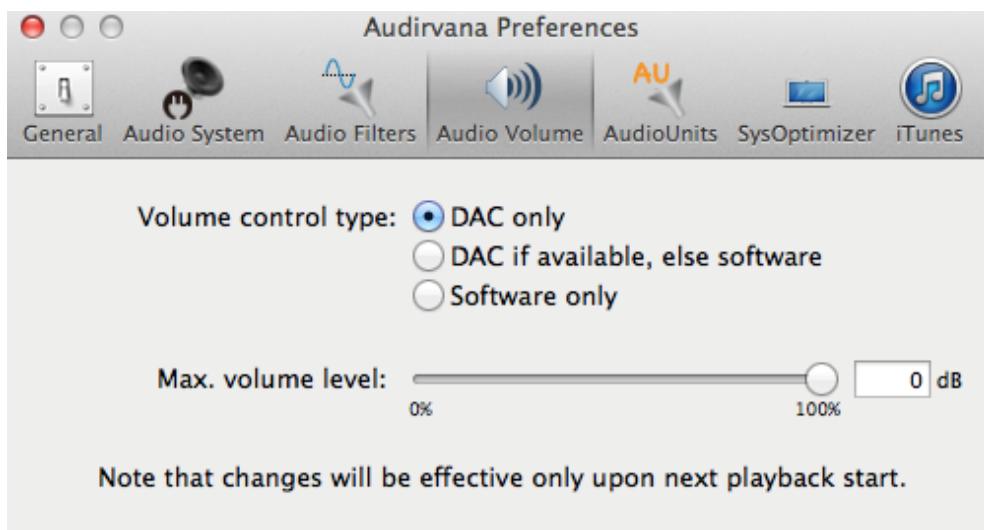 Audirvana Preferences
AU
General Audio System Audio Filters Audio Volume AudioUnits SysOptimizer iTunes
Volume control type: DAC only
DAC if available, else software
Software only
Max. volume level: 0 dB
0% 100%
Note that changes will be effective only upon next playback start.